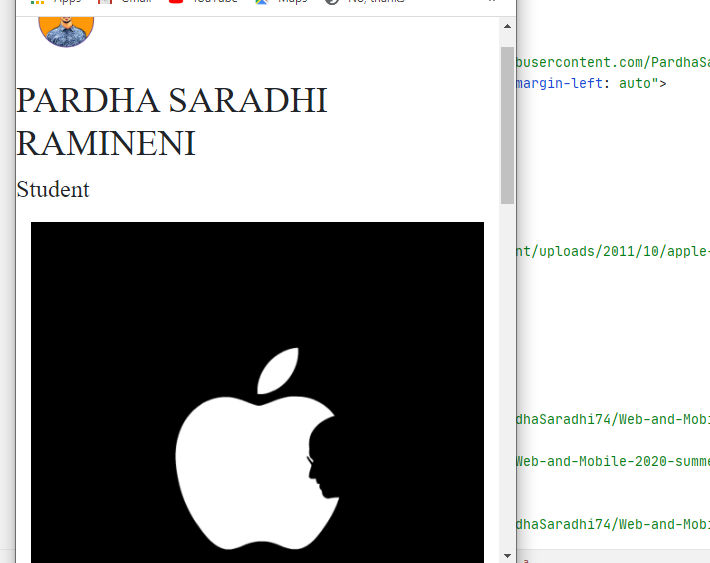 Apps Gmail YouTube Maps No, thanks »
PARDHA SARADHI
RAMINENI
Student
busercontent.com/PardhaSa
margin-left: auto">
nt/uploads/2011/10/apple-
dhaSaradhi74/Web-and-Mobi
Web-and-Mobile-2020-summe
dhaSaradhi74/Web-and-Mobi